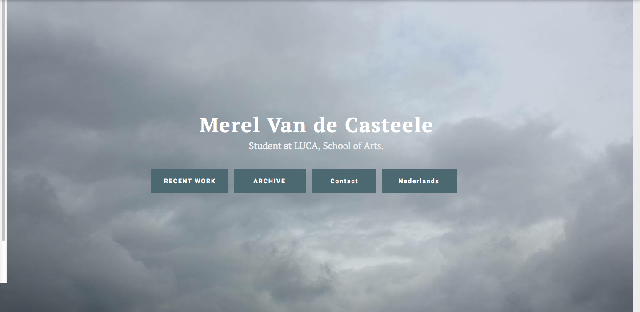 Merel Van de Casteele
Student at LUCA, School of Arts.
RECENT WORK ARCHIVE Contact Nederlands